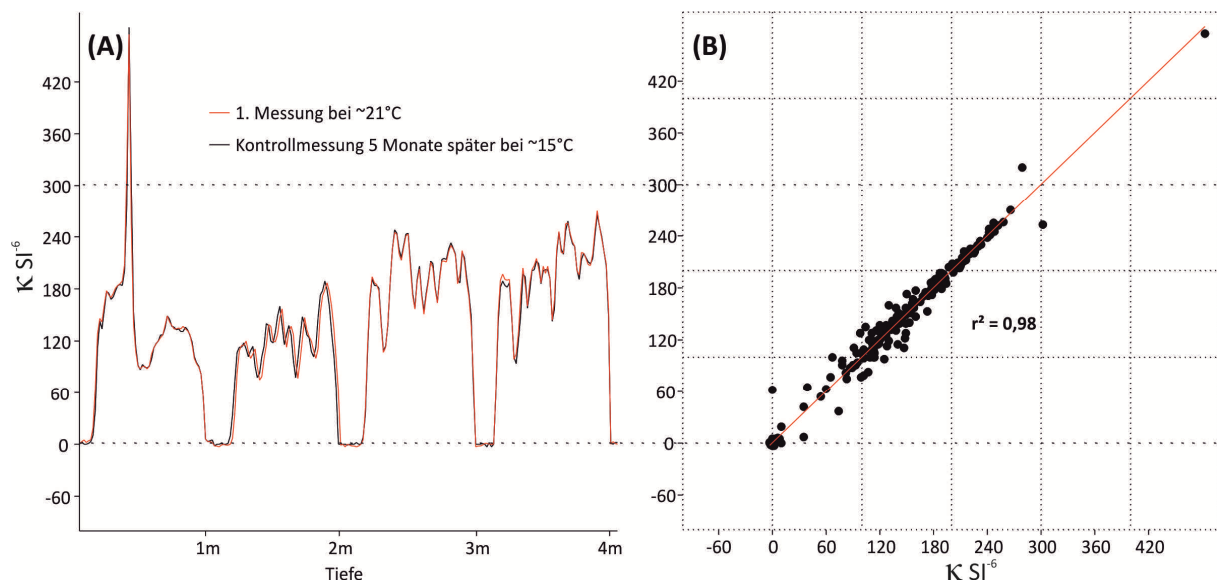 (A)
420
360
300
240
180
120
60
0
-60
κ SI⁻⁶
1. Messung bei ~21°C
Kontrollmessung 5 Monate später bei ~15°C
1m
2m
3m
4m
Tiefe
(B)
420
360
300
240
180
120
60
0
-60
r² = 0,98
-60
0
60
120
180
240
300
360
420
κ SI⁻⁶